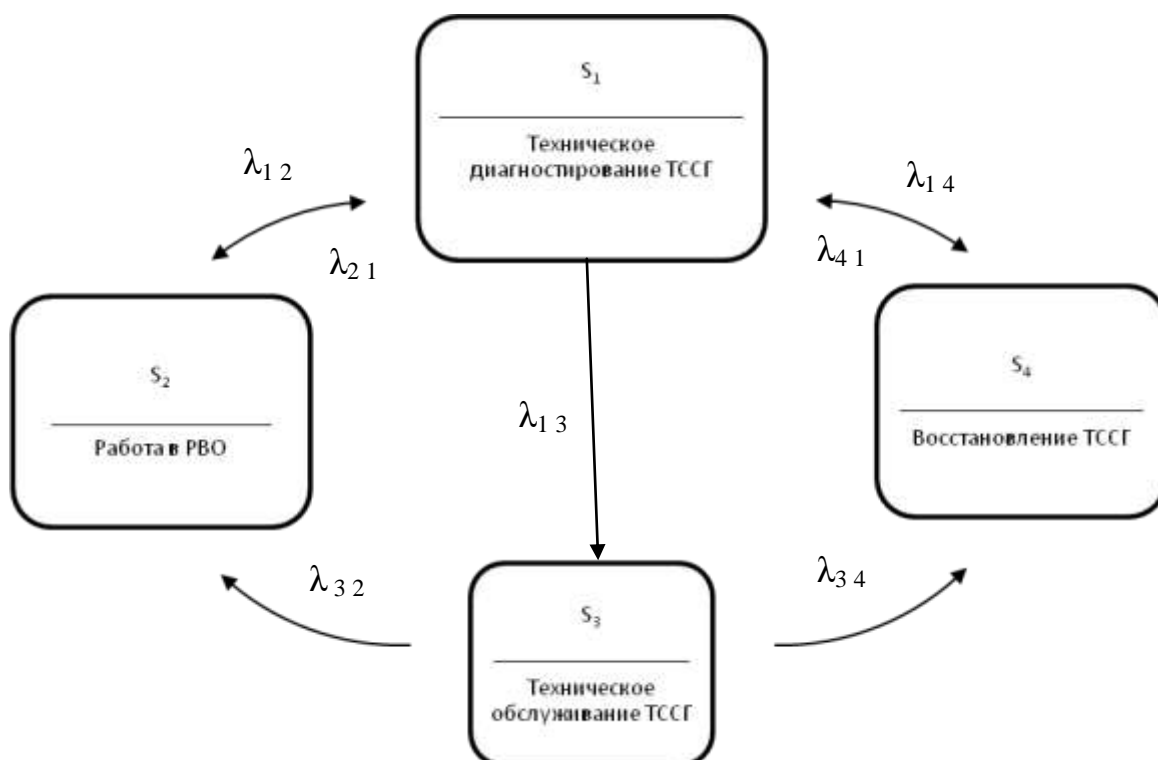 S₁
Техническое
диагностирование ТССГ
λ₁ ₂
λ₁ ₄
λ₂ ₁
λ₄ ₁
S₂
Работа в РВО
λ₁ ₃
S₄
Восстановление ТССГ
λ ₃ ₂
λ₃ ₄
S₃
Техническое
обслуживание ТССГ